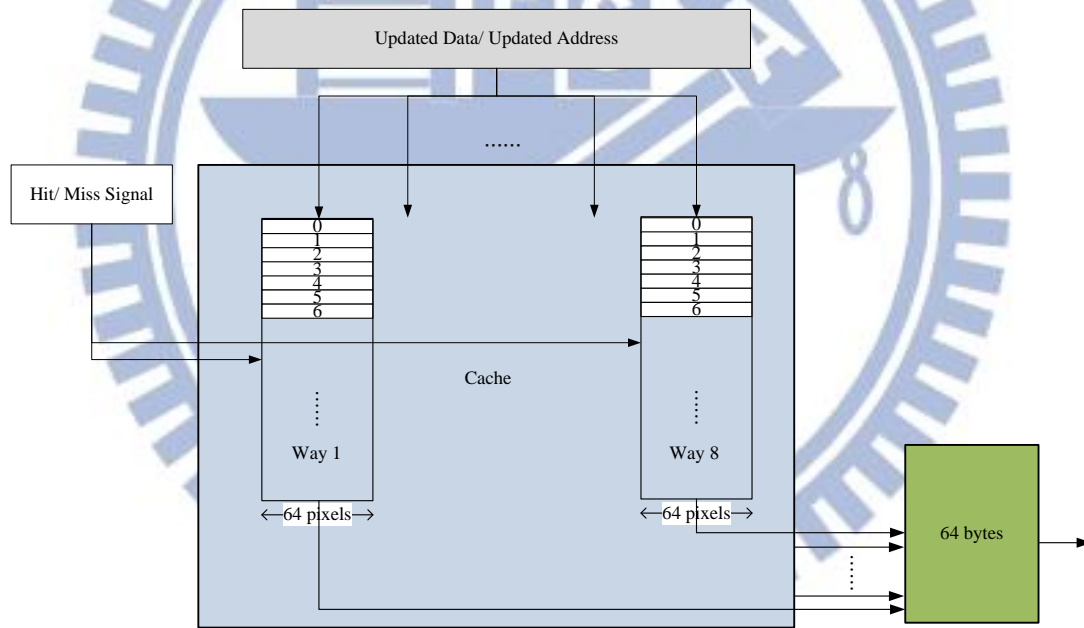 Updated Data/ Updated Address
......
Hit/ Miss Signal
0
1
2
3
4
5
6
0
1
2
3
4
5
6
Cache
......
......
Way 1
Way 8
64 pixels
64 pixels
64 bytes
......